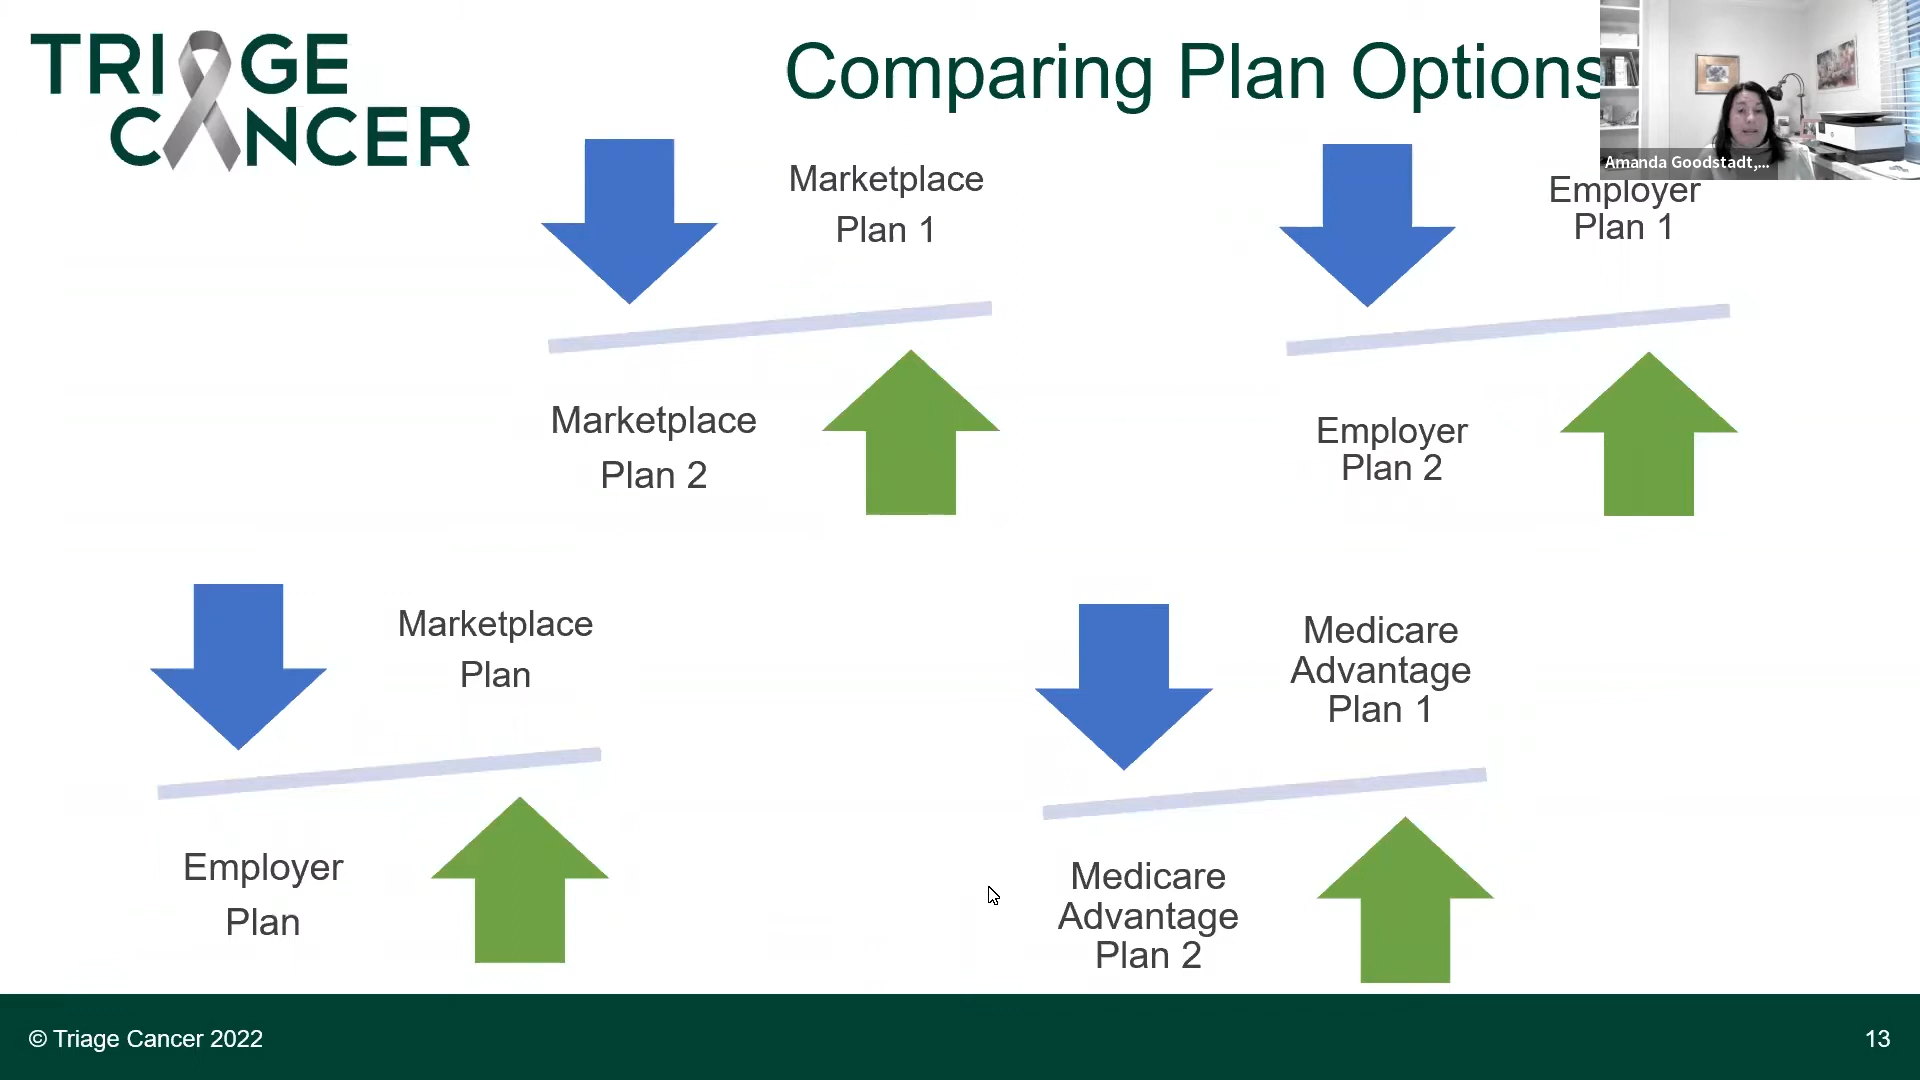 TRIAGE
CANCER
Comparing Plan Options
Amanda Goodstadt,...
Marketplace
Plan 1
Marketplace
Plan 2
Employer
Plan 1
Employer
Plan 2
Marketplace
Plan
Employer
Plan
Medicare
Advantage
Plan 1
Medicare
Advantage
Plan 2
© Triage Cancer 2022
13